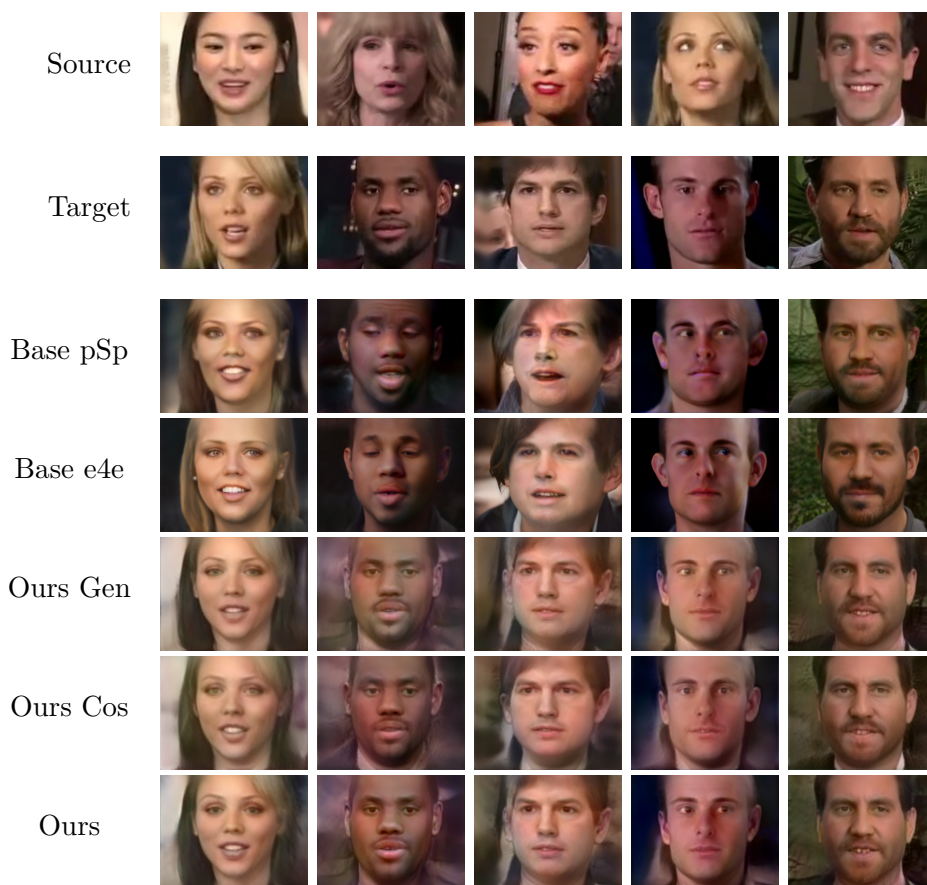 Source
Target
Base pSp
Base e4e
Ours Gen
Ours Cos
Ours